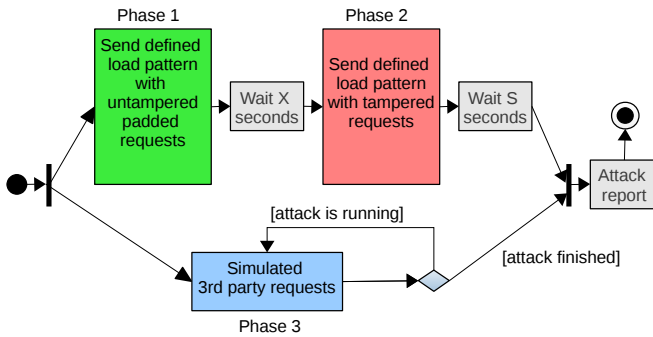 Phase 1
Phase 2
Send defined
load pattern
with
untampered
padded
requests
Wait X
seconds
Send defined
load pattern
with tampered
requests
Wait S
seconds
Attack
report
[attack is running]
[attack finished]
Simulated
3rd party requests
Phase 3